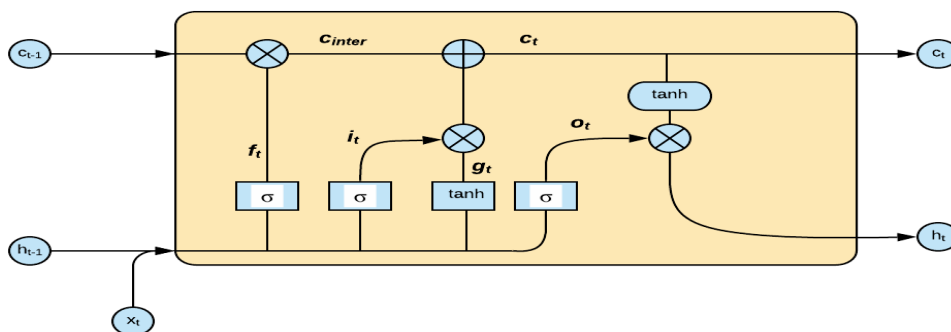 c_inter
c_t
c_t-1
c_t
tanh
i_t
o_t
f_t
g_t
σ
σ
tanh
σ
h_t-1
h_t
x_t